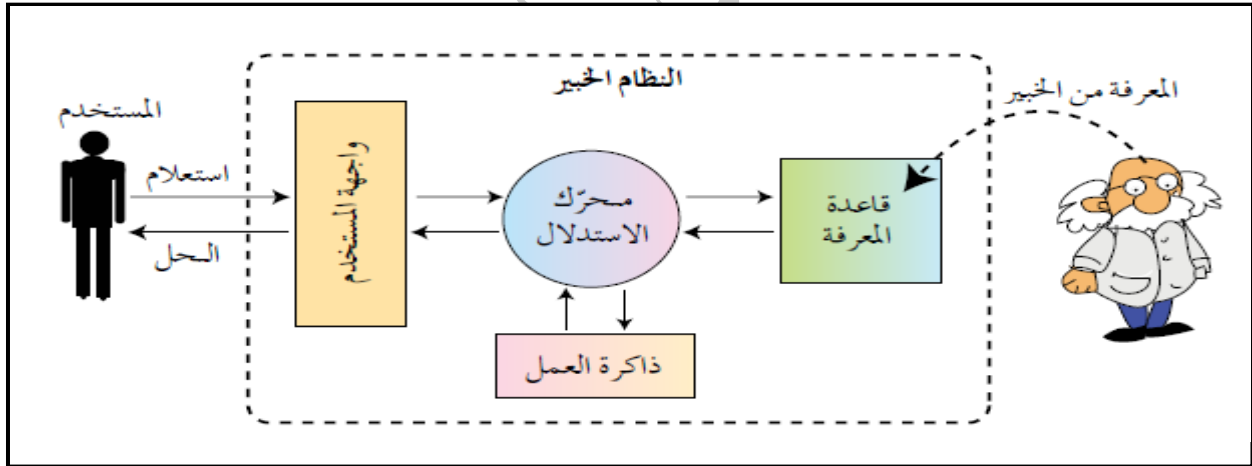 النظام الخبير
المعرفة من الخبير
المستخدم
استعلام
الحل
واجهة المستخدم
محرّك
الاستدلال
قاعدة
المعرفة
ذاكرة العمل